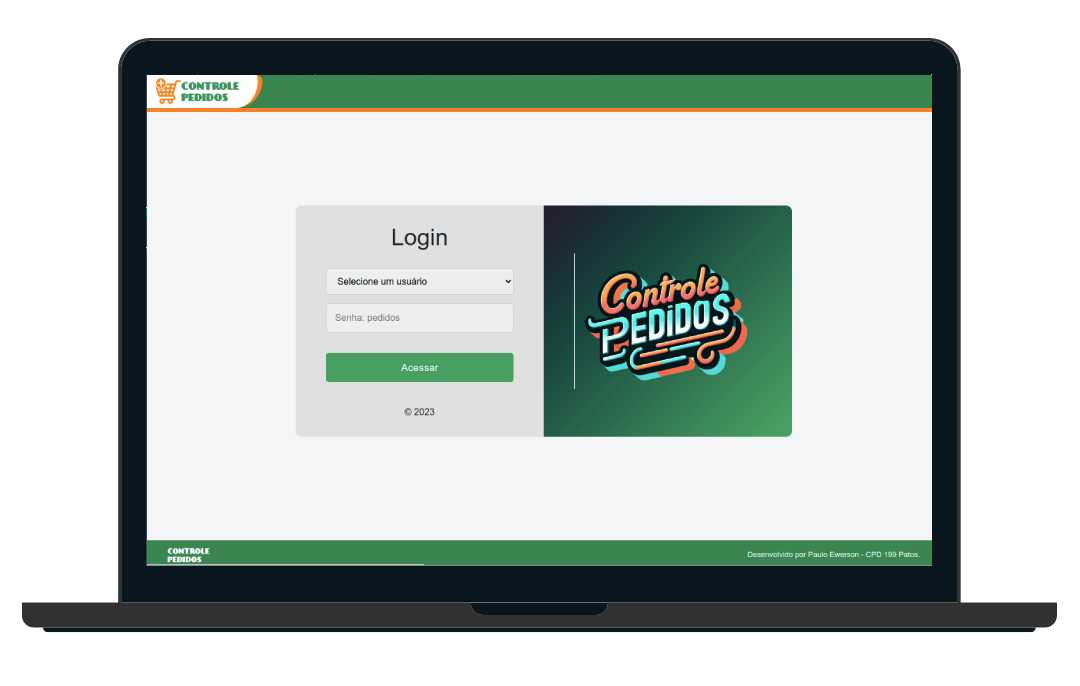 CONTROLE
PEDIDOS
Login
Selecione um usuário
Senha: pedidos
Acessar
© 2023
Controle
PEDIDOS
CONTROLE
PEDIDOS
Desenvolvido por Paulo Ewerson - CPD 199 Patos.